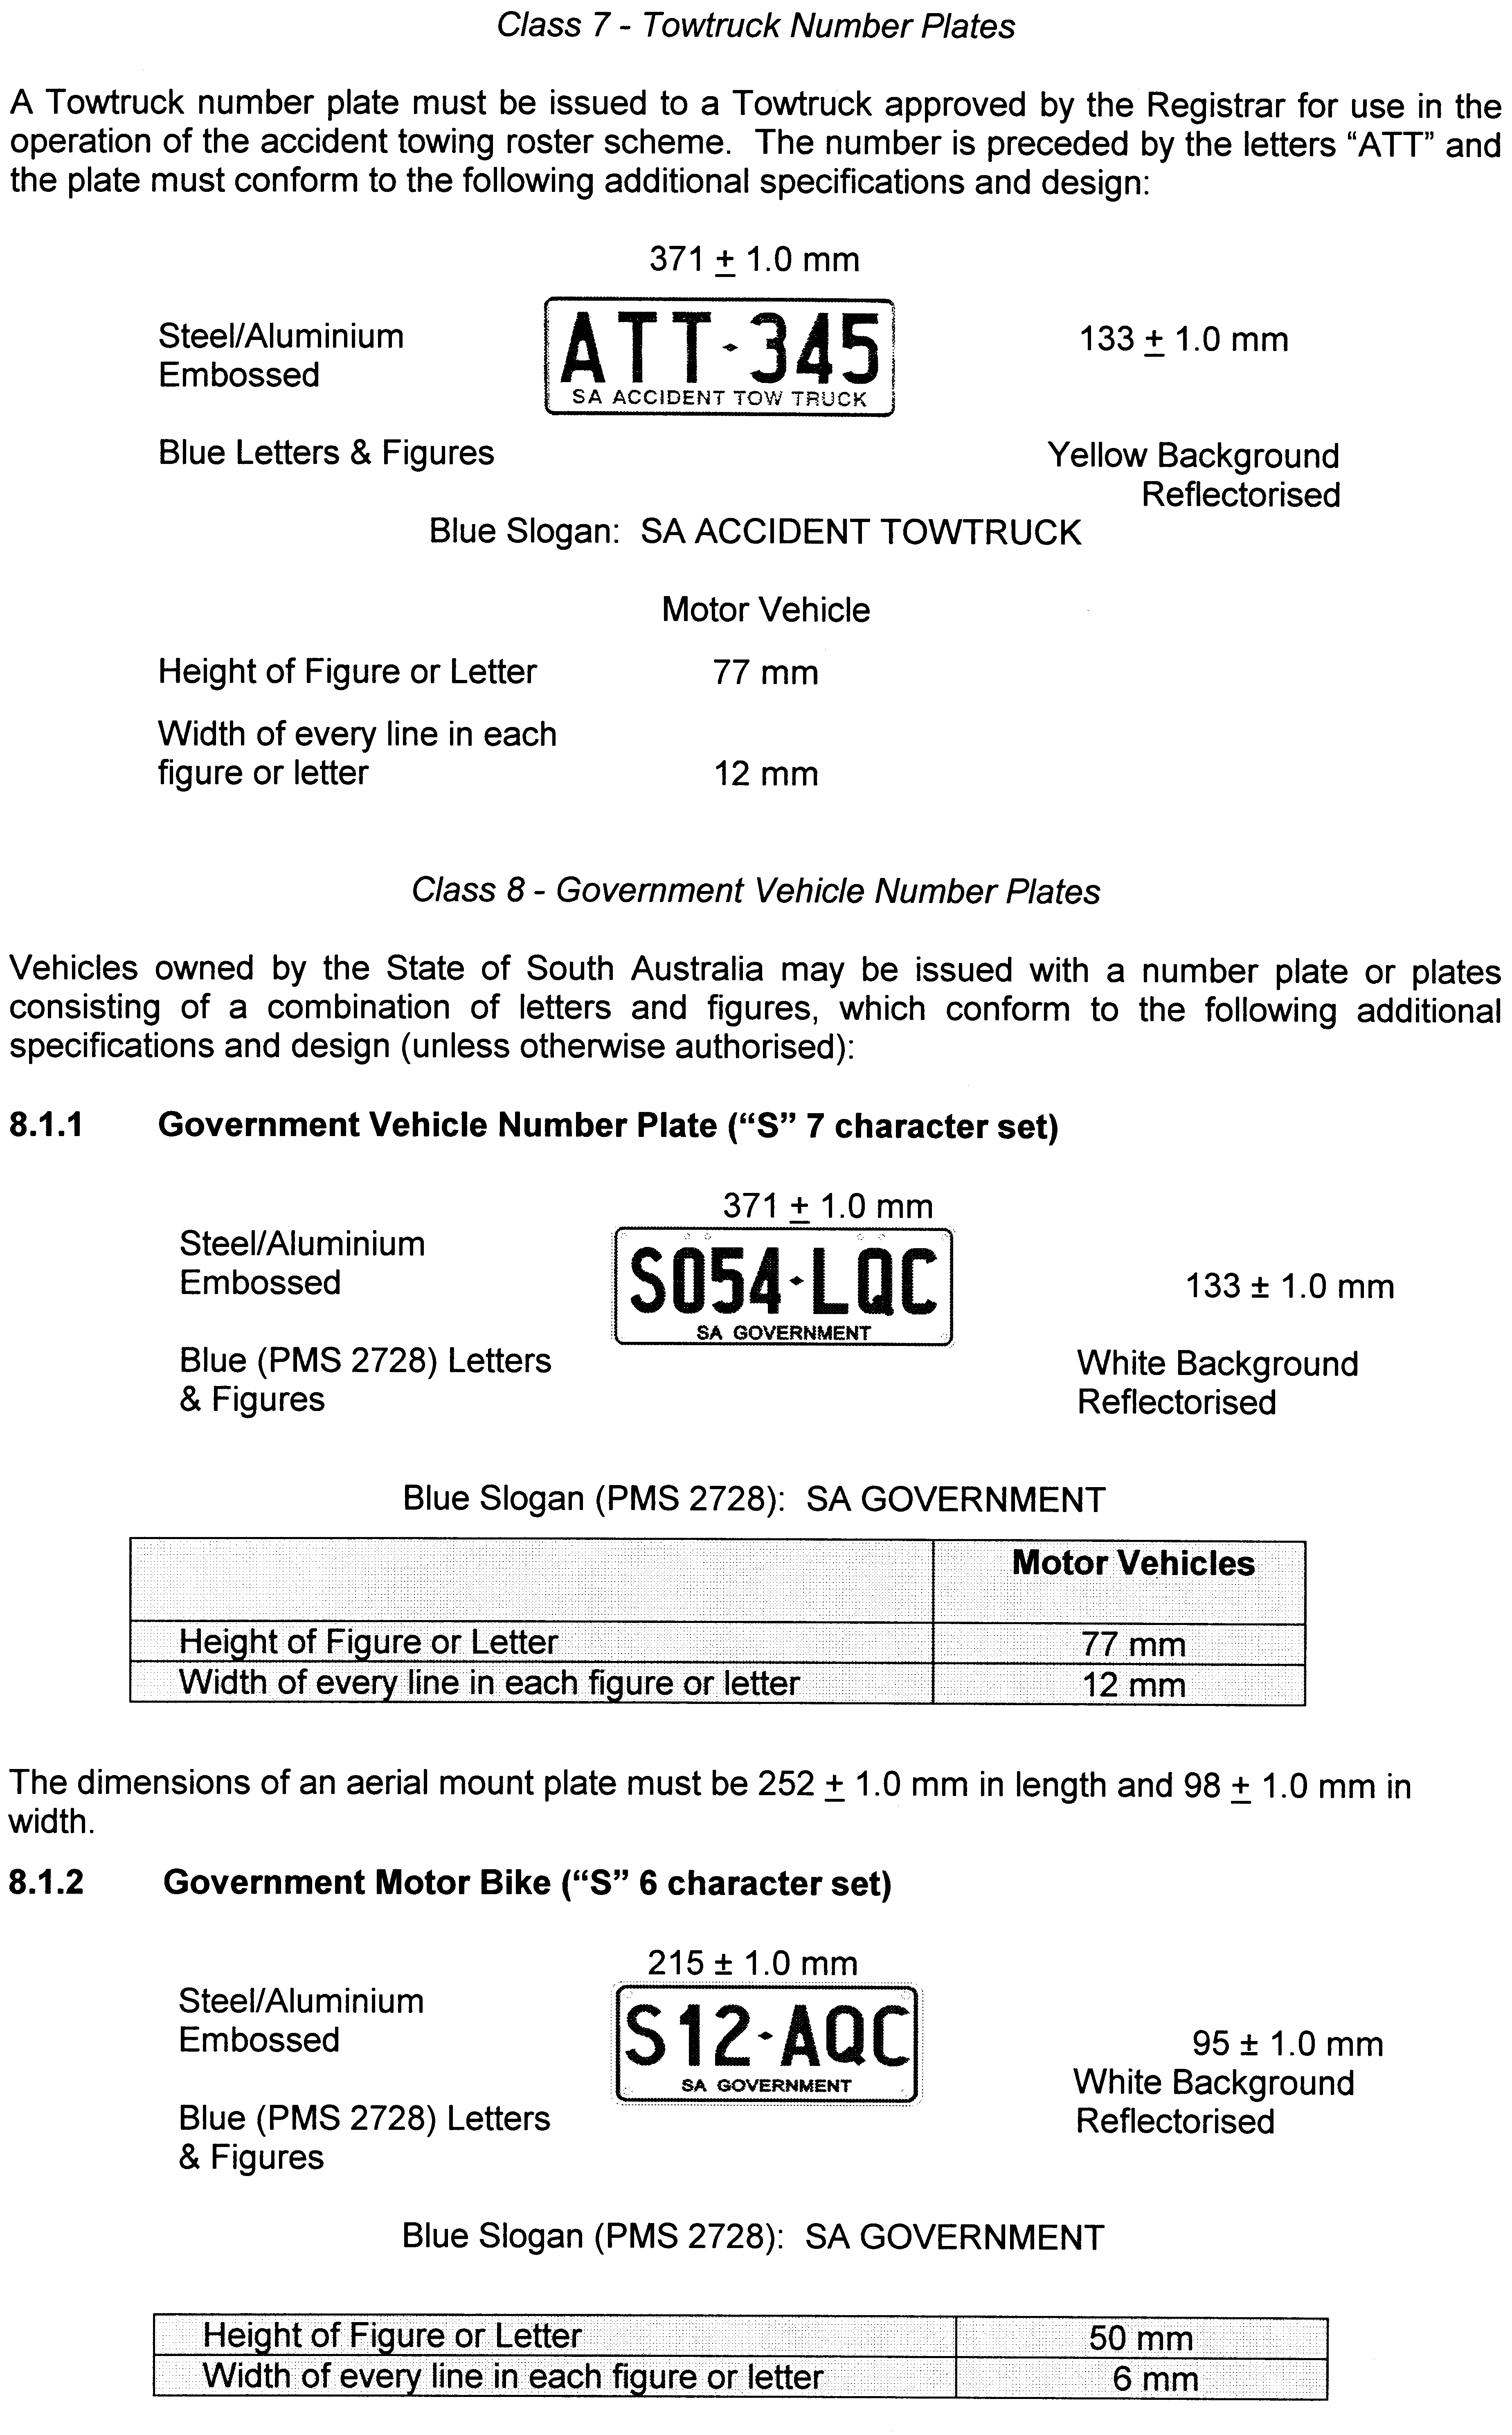 Class 7 - Towtruck Number Plates
A Towtruck number plate must be issued to a Towtruck approved by the Registrar for use in the
operation of the accident towing roster scheme. The number is preceded by the letters “ATT” and
the plate must conform to the following additional specifications and design:
371 ± 1.0 mm
Steel/Aluminium
Embossed
ATT·345
SA ACCIDENT TOW TRUCK
133 ± 1.0 mm
Blue Letters & Figures
Yellow Background
Reflectorised
Blue Slogan: SA ACCIDENT TOWTRUCK
Motor Vehicle
Height of Figure or Letter 77 mm
Width of every line in each
figure or letter 12 mm
Class 8 - Government Vehicle Number Plates
Vehicles owned by the State of South Australia may be issued with a number plate or plates
consisting of a combination of letters and figures, which conform to the following additional
specifications and design (unless otherwise authorised):
8.1.1 Government Vehicle Number Plate (“S” 7 character set)
371 ± 1.0 mm
Steel/Aluminium
Embossed
S054·LQC
SA GOVERNMENT
133 ± 1.0 mm
Blue (PMS 2728) Letters
& Figures
White Background
Reflectorised
Blue Slogan (PMS 2728): SA GOVERNMENT
Motor Vehicles
Height of Figure or Letter 77 mm
Width of every line in each figure or letter 12 mm
The dimensions of an aerial mount plate must be 252 ± 1.0 mm in length and 98 ± 1.0 mm in
width.
8.1.2 Government Motor Bike (“S” 6 character set)
215 ± 1.0 mm
Steel/Aluminium
Embossed
S12·AQC
SA GOVERNMENT
95 ± 1.0 mm
White Background
Reflectorised
Blue (PMS 2728) Letters
& Figures
Blue Slogan (PMS 2728): SA GOVERNMENT
Height of Figure or Letter 50 mm
Width of every line in each figure or letter 6 mm